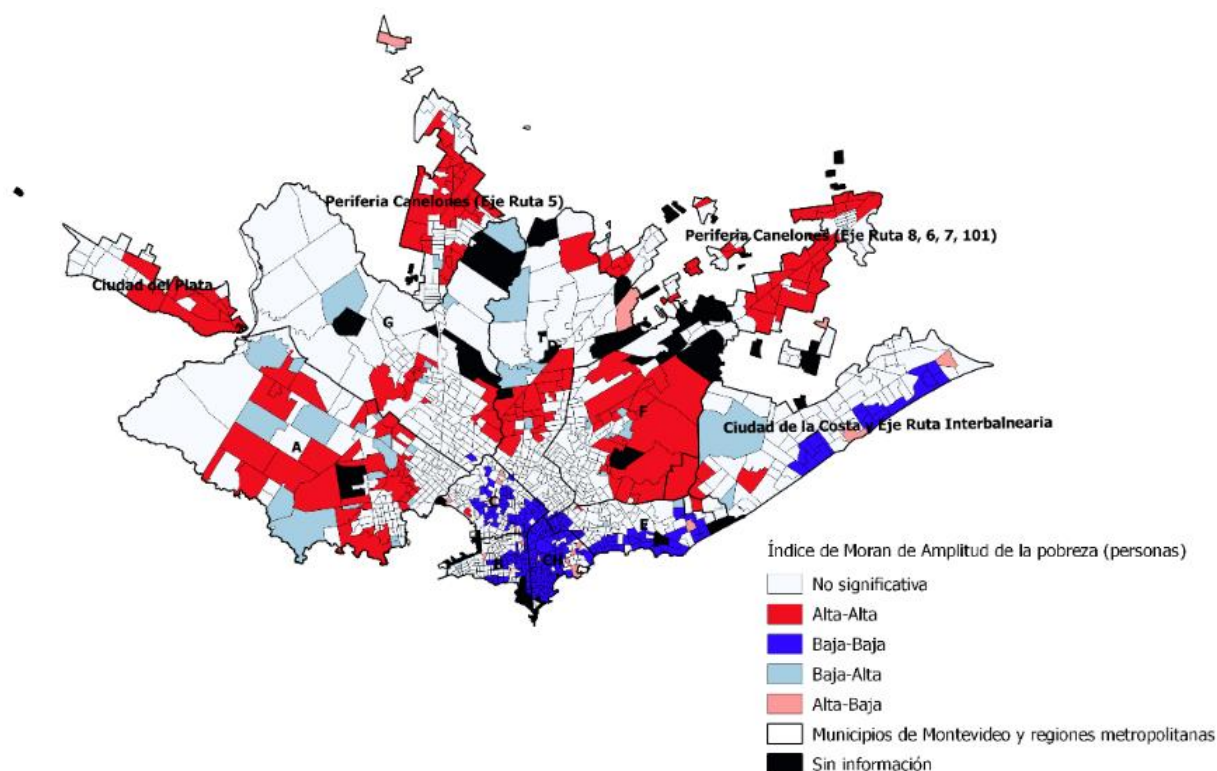 Periferia Canelones (Eje Ruta 5)
Periferia Canelones (Eje Ruta 8, 6, 7, 101)
Ciudad del Plata
G
D
F
Ciudad de la Costa y Eje Ruta Interbalnearia
A
C
E
B
CH
Índice de Moran de Amplitud de la pobreza (personas)
No significativa
Alta-Alta
Baja-Baja
Baja-Alta
Alta-Baja
Municipios de Montevideo y regiones metropolitanas
Sin información